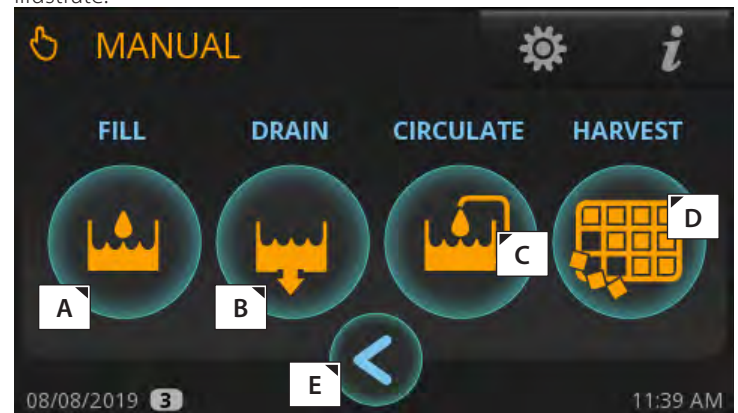 illustrate.
MANUAL i
FILL DRAIN CIRCULATE HARVEST
A B C D
E
08/08/2019 3 11:39 AM